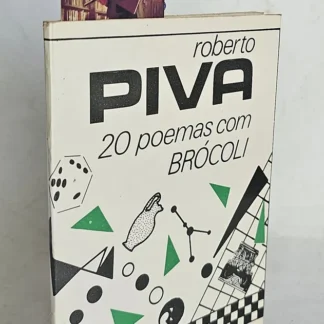 roberto
PIVA
20 poemas com
BRÓCOLI